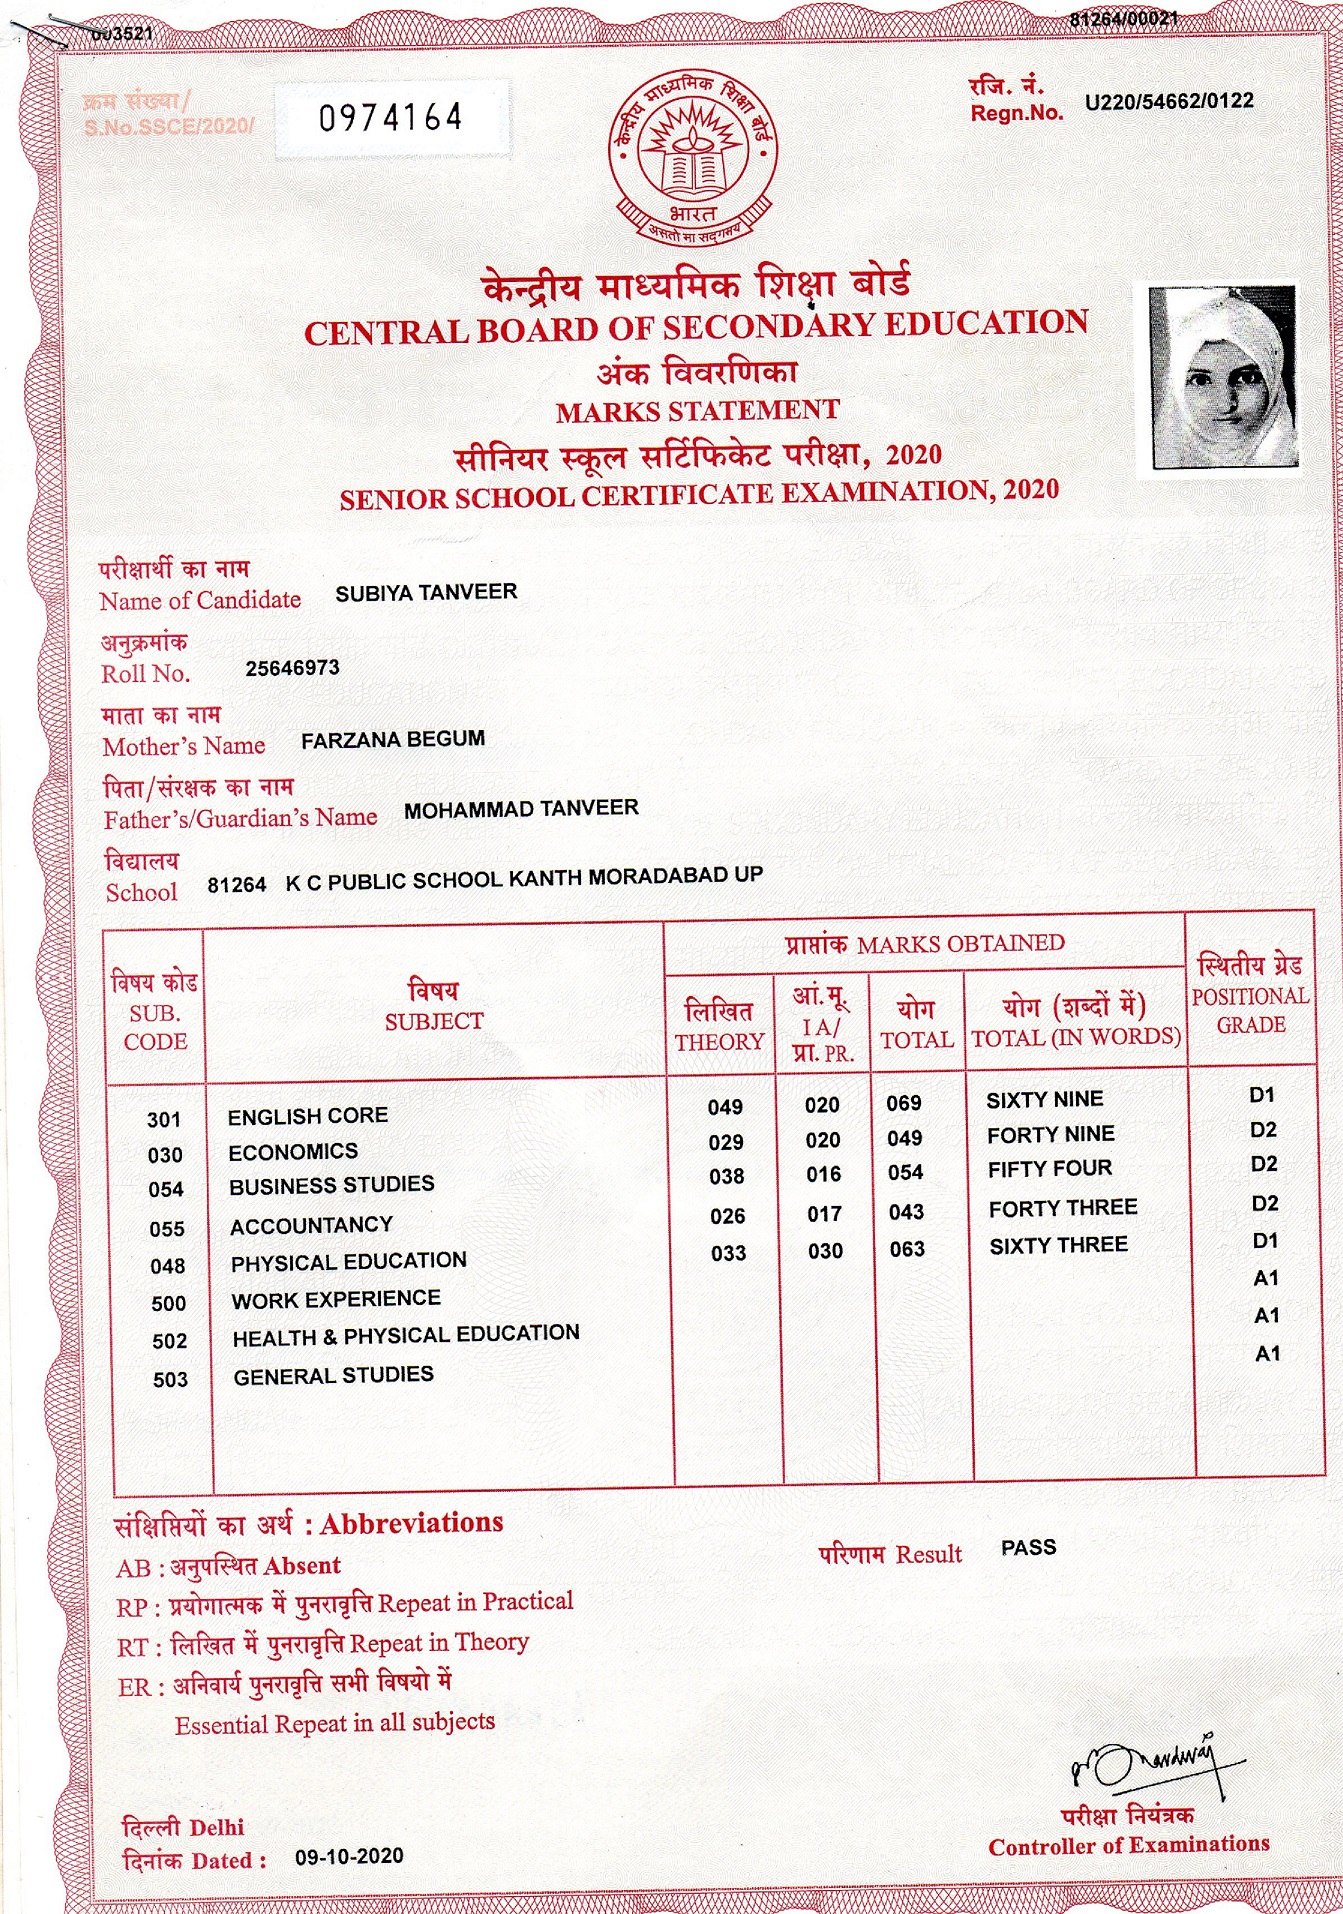 003521
81264/00021
क्रम संख्या/
S.No.SSCE/2020/ 0974164
रजि. नं.
Regn.No. U220/54662/0122
केन्द्रीय माध्यमिक शिक्षा बोर्ड
भारत
असतो मा सद्गमय
केन्द्रीय माध्यमिक शिक्षा बोर्ड
CENTRAL BOARD OF SECONDARY EDUCATION
अंक विवरणिका
MARKS STATEMENT
सीनियर स्कूल सर्टिफिकेट परीक्षा, 2020
SENIOR SCHOOL CERTIFICATE EXAMINATION, 2020
परीक्षार्थी का नाम
Name of Candidate SUBIYA TANVEER
अनुक्रमांक
Roll No. 25646973
माता का नाम
Mother's Name FARZANA BEGUM
पिता/संरक्षक का नाम
Father's/Guardian's Name MOHAMMAD TANVEER
विद्यालय
School 81264 K C PUBLIC SCHOOL KANTH MORADABAD UP
विषय कोड
SUB.
CODE
विषय
SUBJECT
प्राप्तांक MARKS OBTAINED
लिखित
THEORY
आं.मू.
I A/
प्रा. PR.
योग
TOTAL
योग (शब्दों में)
TOTAL (IN WORDS)
स्थितीय ग्रेड
POSITIONAL
GRADE
301 ENGLISH CORE 049 020 069 SIXTY NINE D1
030 ECONOMICS 029 020 049 FORTY NINE D2
054 BUSINESS STUDIES 038 016 054 FIFTY FOUR D2
055 ACCOUNTANCY 026 017 043 FORTY THREE D2
048 PHYSICAL EDUCATION 033 030 063 SIXTY THREE D1
500 WORK EXPERIENCE A1
502 HEALTH & PHYSICAL EDUCATION A1
503 GENERAL STUDIES A1
संक्षिप्तियों का अर्थ : Abbreviations
AB : अनुपस्थित Absent
परिणाम Result PASS
RP : प्रयोगात्मक में पुनरावृत्ति Repeat in Practical
RT : लिखित में पुनरावृत्ति Repeat in Theory
ER : अनिवार्य पुनरावृत्ति सभी विषयो में
Essential Repeat in all subjects
दिल्ली Delhi
दिनांक Dated : 09-10-2020
परीक्षा नियंत्रक
Controller of Examinations